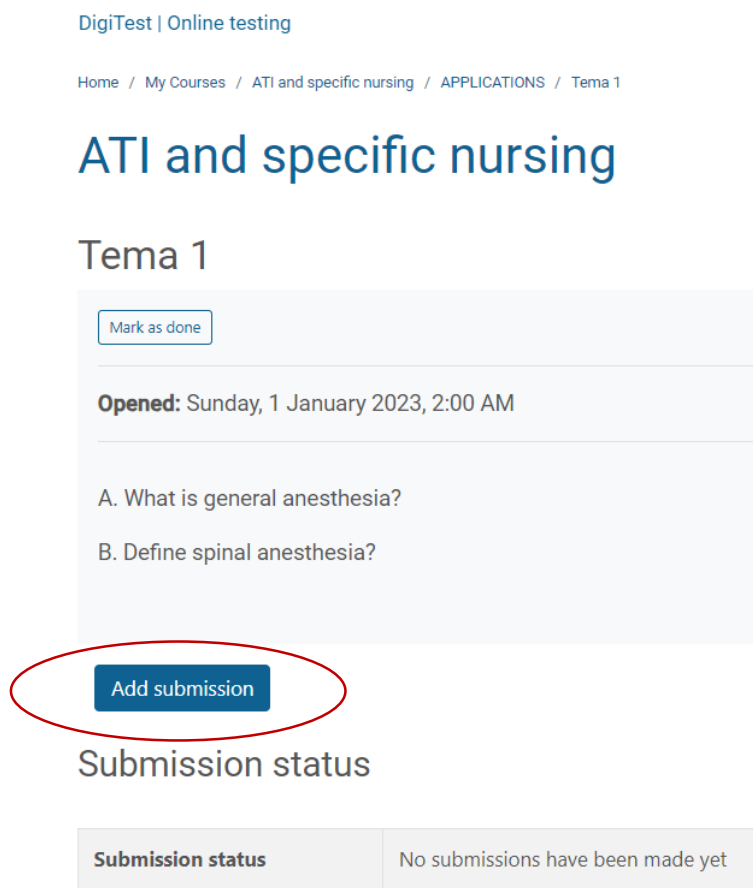 DigiTest | Online testing
Home / My Courses / ATI and specific nursing / APPLICATIONS / Tema 1
ATI and specific nursing
Tema 1
Mark as done
Opened: Sunday, 1 January 2023, 2:00 AM
A. What is general anesthesia?
B. Define spinal anesthesia?
Add submission
Submission status
Submission status No submissions have been made yet